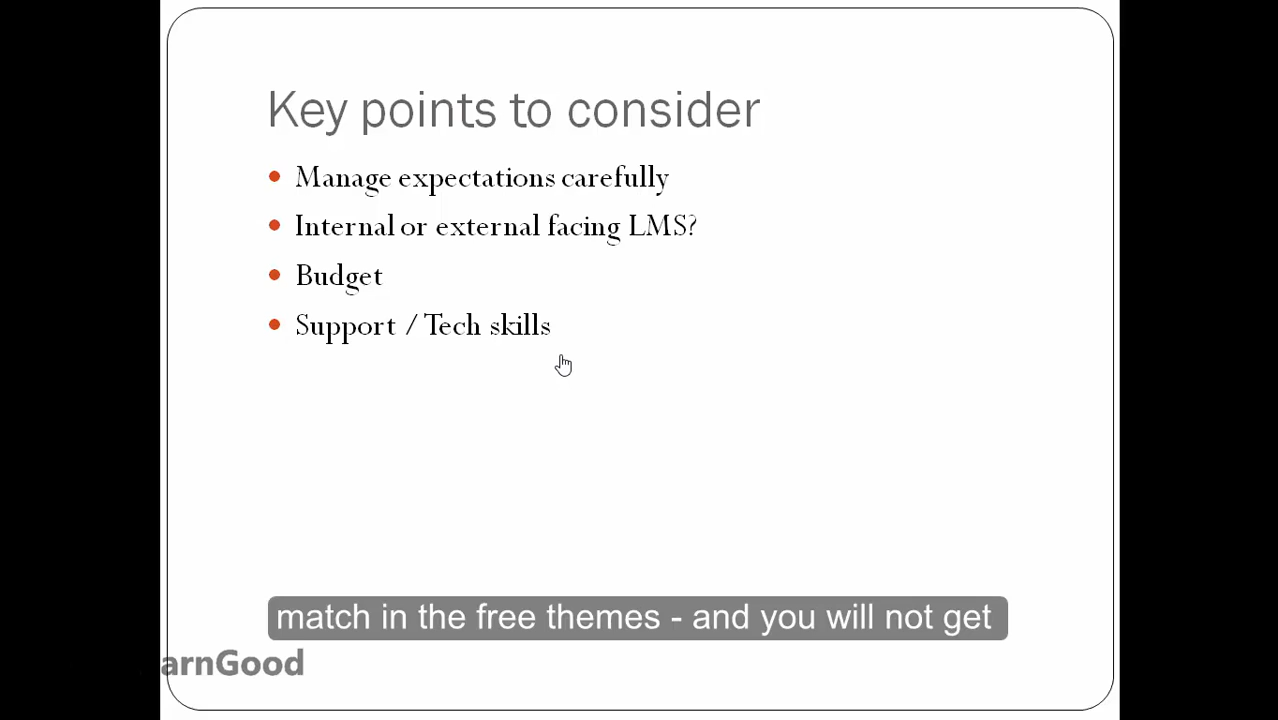 Key points to consider
Manage expectations carefully
Internal or external facing LMS?
Budget
Support / Tech skills
match in the free themes - and you will not get
arnGood